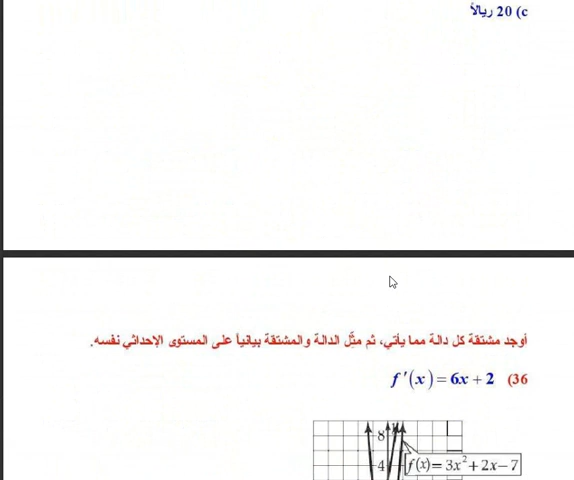 c) 20 ريالاً
أوجد مشتقة كل دالة مما يأتي، ثم مثّل الدالة والمشتقة بيانياً على المستوى الإحداثي نفسه.
36) f ′(x) = 6x + 2
8
4
f(x) = 3x² + 2x – 7